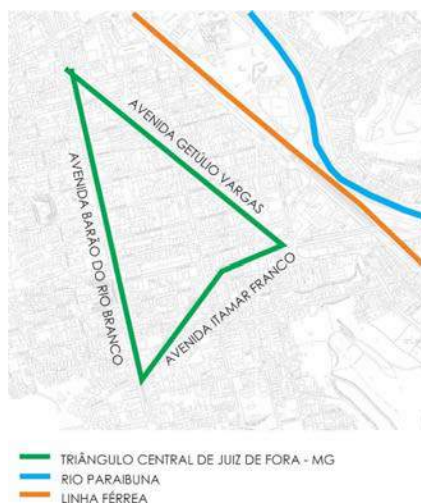 AVENIDA GETÚLIO VARGAS
AVENIDA BARÃO DO RIO BRANCO
AVENIDA ITAMAR FRANCO
TRIÂNGULO CENTRAL DE JUIZ DE FORA - MG
RIO PARAIBUNA
LINHA FÉRREA